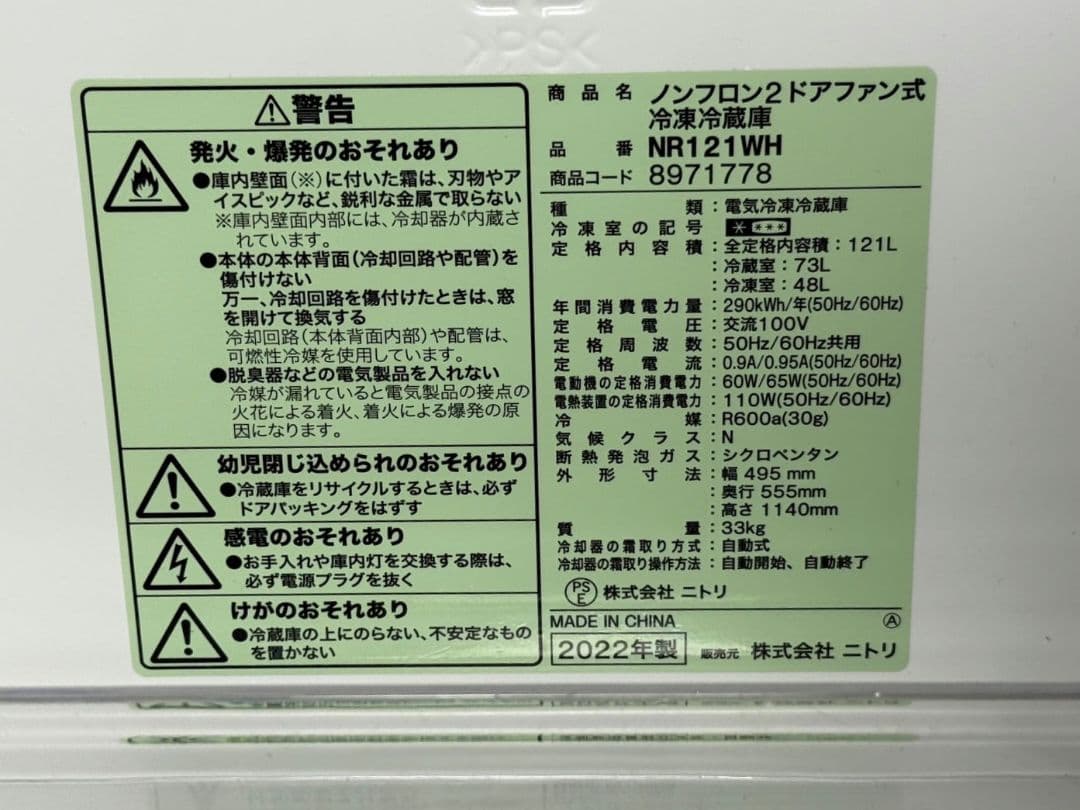 >PS<
警告
発火・爆発のおそれあり
●庫内壁面(※)に付いた霜は、刃物やア
イスピックなど、鋭利な金属で取らない
※庫内壁面内部には、冷却器が内蔵さ
れています。
●本体の本体背面(冷却回路や配管)を
傷付けない
万一、冷却回路を傷付けたときは、窓
を開けて換気する
冷却回路(本体背面内部)や配管は、
可燃性冷媒を使用しています。
●脱臭器などの電気製品を入れない
冷媒が漏れていると電気製品の接点の
火花による着火、着火による爆発の原
因になります。
幼児閉じ込められのおそれあり
●冷蔵庫をリサイクルするときは、必ず
ドアパッキングをはずす
感電のおそれあり
●お手入れや庫内灯を交換する際は、
必ず電源プラグを抜く
けがのおそれあり
●冷蔵庫の上にのらない、不安定なもの
を置かない
商品名 ノンフロン2ドアファン式
冷凍冷蔵庫
品番 NR121WH
商品コード 8971778
種類:電気冷凍冷蔵庫
冷凍室の記号 * ***
定格内容積:全定格内容積:121L
:冷蔵室:73L
:冷凍室:48L
年間消費電力量:290kWh/年(50Hz/60Hz)
定格電圧:交流100V
定格周波数:50Hz/60Hz共用
定格電流:0.9A/0.95A(50Hz/60Hz)
電動機の定格消費電力:60W/65W(50Hz/60Hz)
電熱装置の定格消費電力:110W(50Hz/60Hz)
冷媒:R600a(30g)
気候クラス:N
断熱発泡ガス:シクロペンタン
外形寸法:幅 495 mm
:奥行 555mm
:高さ 1140mm
質量:33kg
冷却器の霜取り方式:自動式
冷却器の霜取り操作方法:自動開始、自動終了
PSE 株式会社 ニトリ
MADE IN CHINA Ⓐ
2022年製 販売元 株式会社 ニトリ